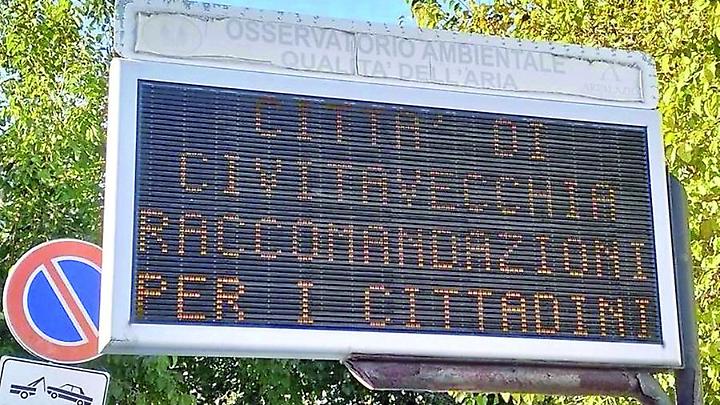 OSSERVATORIO AMBIENTALE
QUALITA' DELL'ARIA
CITTA' DI
CIVITAVECCHIA
RACCOMANDAZIONI
PER I CITTADINI